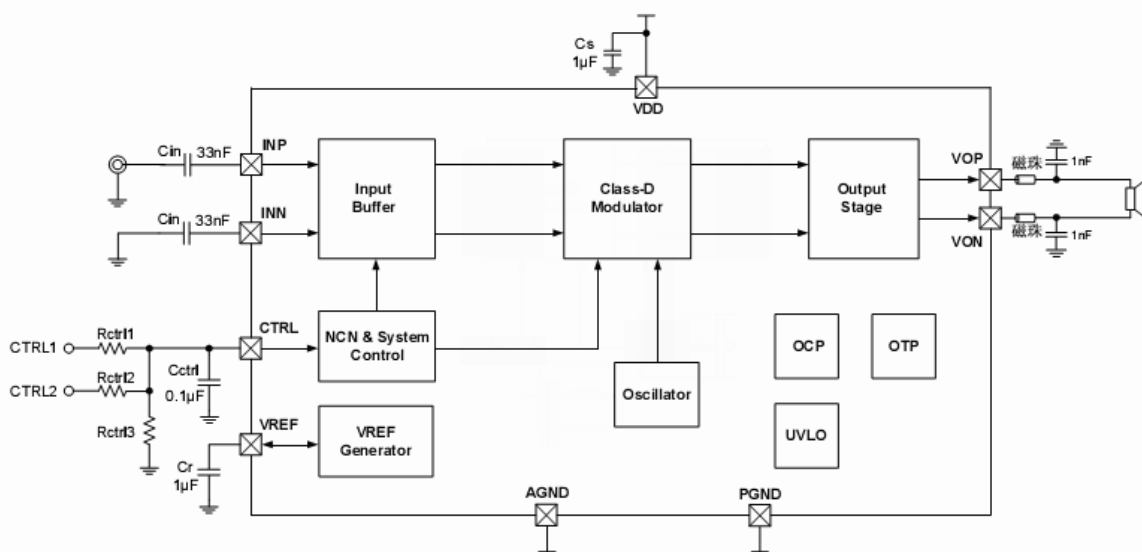 Cs
1μF
VDD
Cin
33nF
INP
Input
Buffer
Class-D
Modulator
Output
Stage
VOP
磁珠
1nF
Cin
33nF
INN
VON
磁珠
1nF
CTRL1
Rctrl1
CTRL
NCN & System
Control
OCP
OTP
CTRL2
Rctrl2
Cctrl
0.1μF
Oscillator
Rctrl3
VREF
VREF
Generator
UVLO
Cr
1μF
AGND
PGND